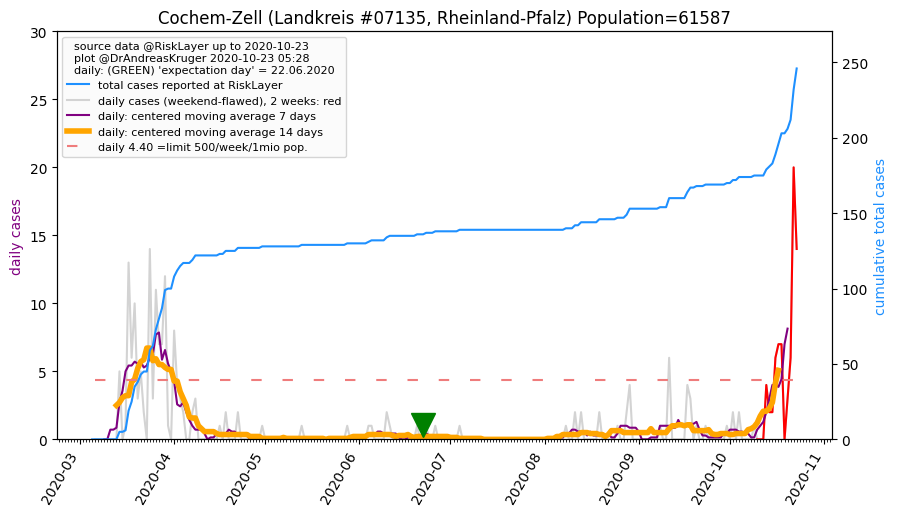 Cochem-Zell (Landkreis #07135, Rheinland-Pfalz) Population=61587
source data @RiskLayer up to 2020-10-23
plot @DrAndreasKruger 2020-10-23 05:28
daily: (GREEN) 'expectation day' = 22.06.2020
total cases reported at RiskLayer
daily cases (weekend-flawed), 2 weeks: red
daily: centered moving average 7 days
daily: centered moving average 14 days
daily 4.40 =limit 500/week/1mio pop.
daily cases
30
25
20
15
10
5
0
cumulative total cases
250
200
150
100
50
0
2020-03
2020-04
2020-05
2020-06
2020-07
2020-08
2020-09
2020-10
2020-11